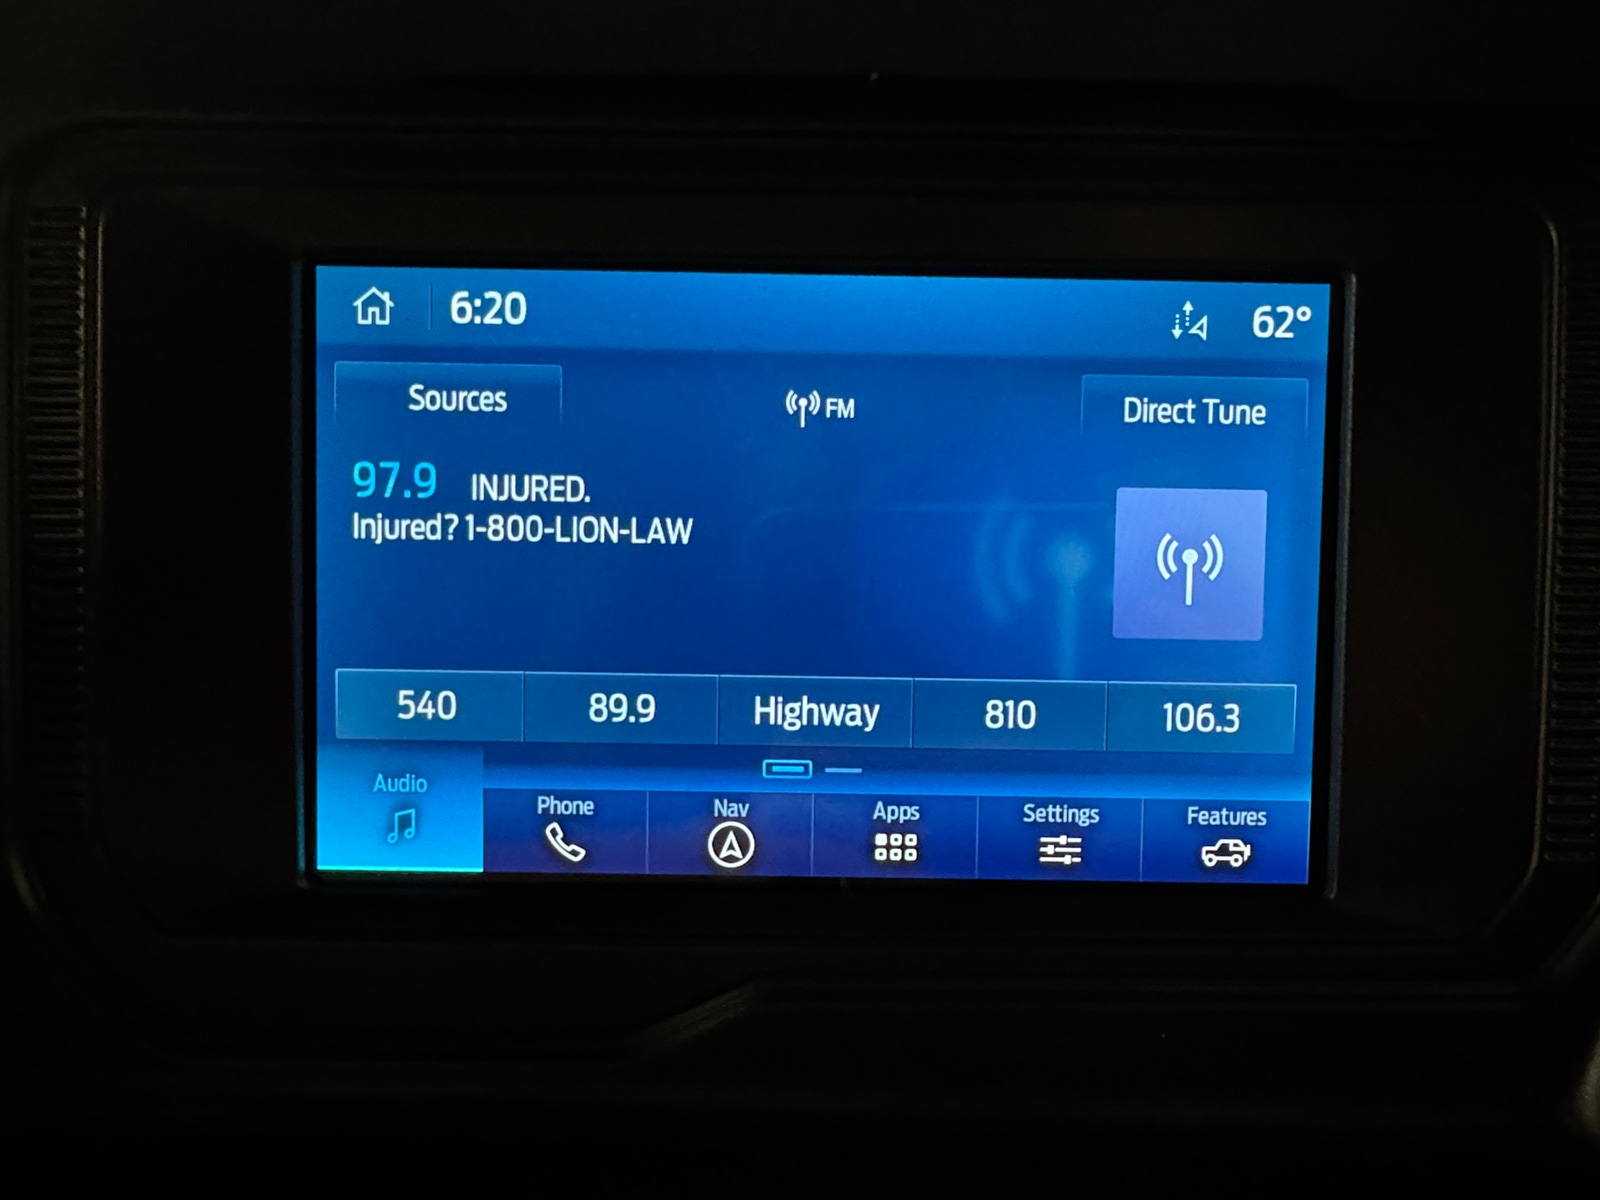 6:20 62°
Sources FM Direct Tune
97.9 INJURED.
Injured? 1-800-LION-LAW
540 89.9 Highway 810 106.3
Audio Phone Nav Apps Settings Features